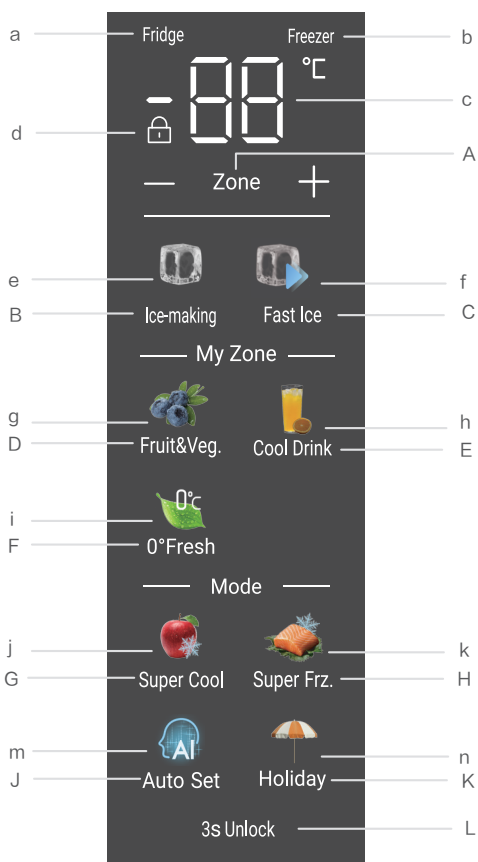 a Fridge Freezer b
-88 °C c
d
A
— Zone +
e f
B Ice-making Fast Ice C
My Zone
g h
D Fruit&Veg. Cool Drink E
0°c
i
F 0°Fresh
Mode
j k
G Super Cool Super Frz. H
AI
m n
J Auto Set Holiday K
3s Unlock L